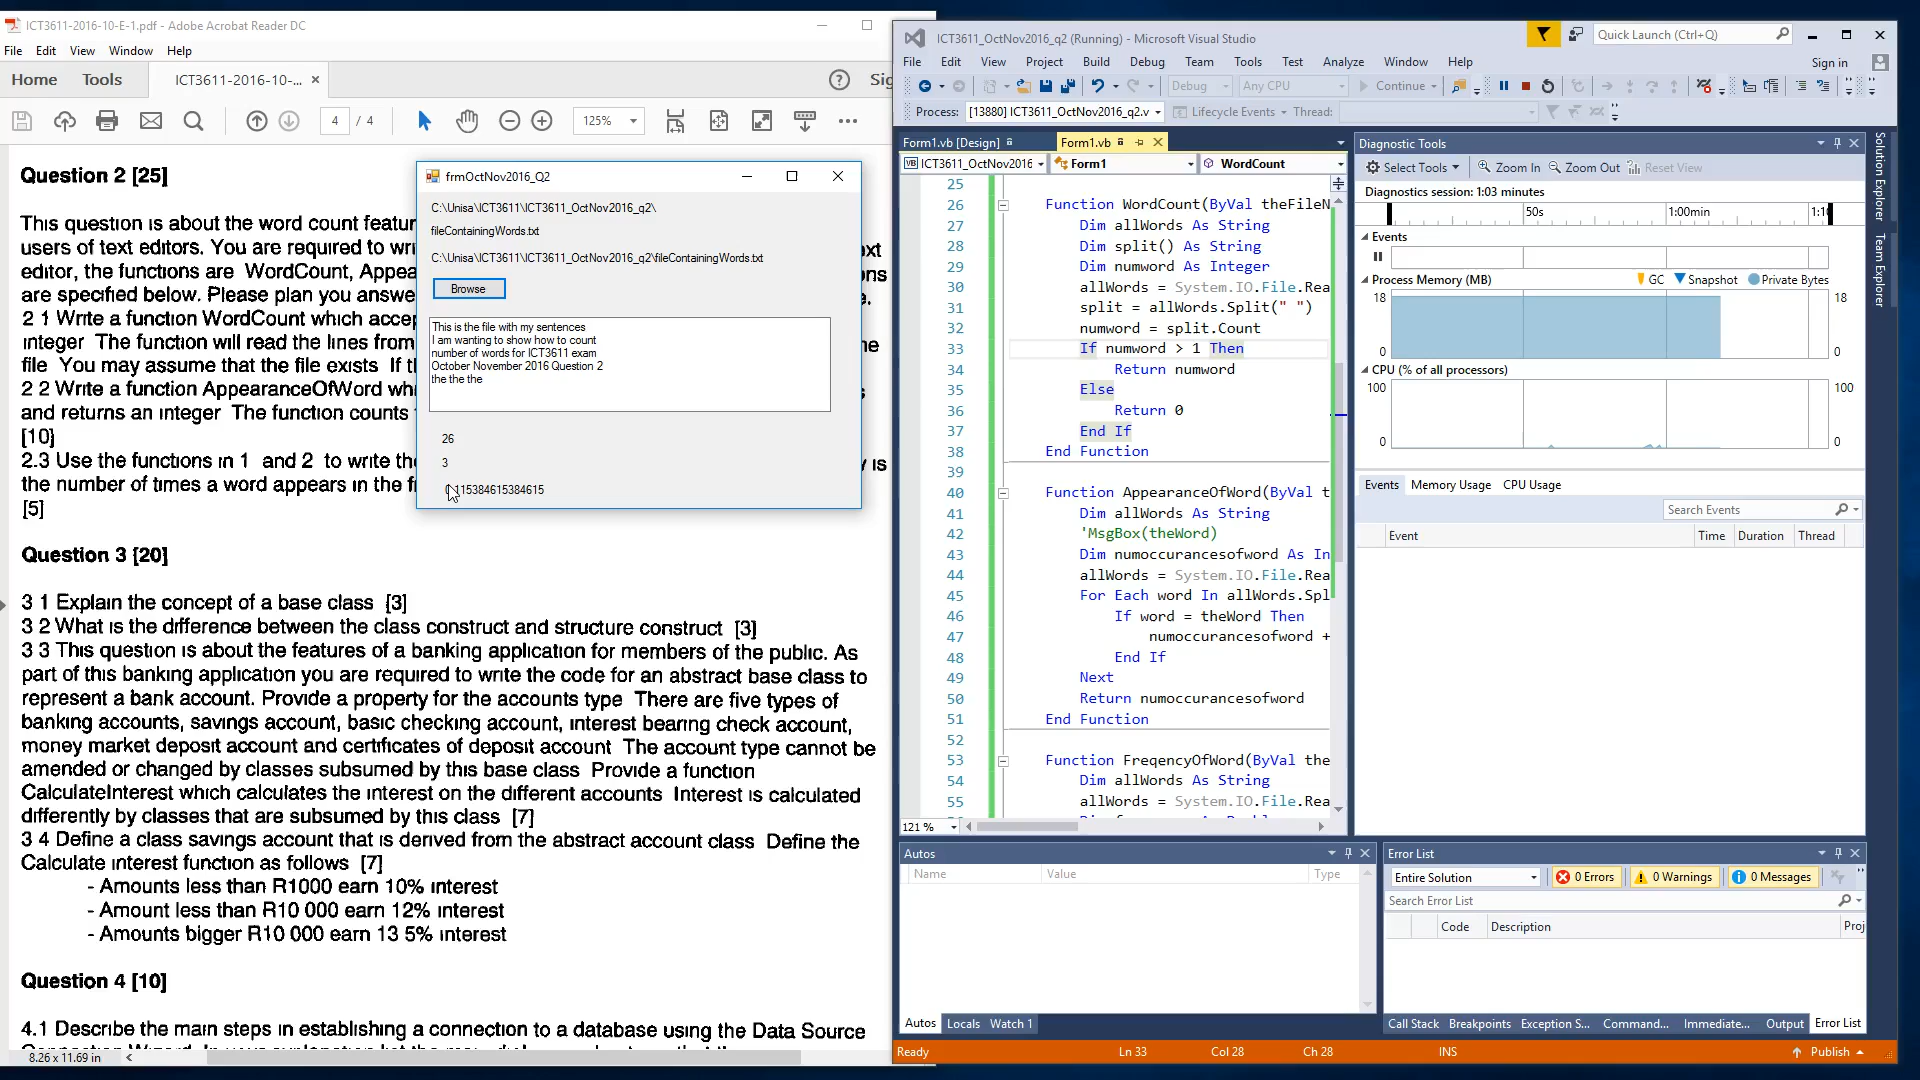 ICT3611-2016-10-E-1.pdf - Adobe Acrobat Reader DC
File Edit View Window Help
Home Tools ICT3611-2016-10-... × Sig
4 / 4 125%
Question 2 [25]
This question is about the word count featur
users of text editors. You are required to wri ext
editor, the functions are WordCount, Appea ns
are specified below. Please plan you answe e.
2 1 Write a function WordCount which accep
integer The function will read the lines from he
file You may assume that the file exists If th
2 2 Write a function AppearanceOfWord wh s
and returns an integer The function counts
[10]
2.3 Use the functions in 1 and 2 to write the y is
the number of times a word appears in the f
[5]
Question 3 [20]
3 1 Explain the concept of a base class [3]
3 2 What is the difference between the class construct and structure construct [3]
3 3 This question is about the features of a banking application for members of the public. As
part of this banking application you are required to write the code for an abstract base class to
represent a bank account. Provide a property for the accounts type There are five types of
banking accounts, savings account, basic checking account, interest bearing check account,
money market deposit account and certificates of deposit account The account type cannot be
amended or changed by classes subsumed by this base class Provide a function
CalculateInterest which calculates the interest on the different accounts Interest is calculated
differently by classes that are subsumed by this class [7]
3 4 Define a class savings account that is derived from the abstract account class Define the
Calculate interest function as follows [7]
- Amounts less than R1000 earn 10% interest
- Amount less than R10 000 earn 12% interest
- Amounts bigger R10 000 earn 13 5% interest
Question 4 [10]
4.1 Describe the main steps in establishing a connection to a database using the Data Source
8.26 x 11.69 in
frmOctNov2016_Q2
C:\Unisa\ICT3611\ICT3611_OctNov2016_q2\
fileContainingWords.txt
C:\Unisa\ICT3611\ICT3611_OctNov2016_q2\fileContainingWords.txt
Browse
This is the file with my sentences
I am wanting to show how to count
number of words for ICT3611 exam
October November 2016 Question 2
the the the
26
3
0.115384615384615
ICT3611_OctNov2016_q2 (Running) - Microsoft Visual Studio
Quick Launch (Ctrl+Q)
File Edit View Project Build Debug Team Tools Test Analyze Window Help
Sign in
Debug Any CPU Continue
Process: [13880] ICT3611_OctNov2016_q2.v Lifecycle Events Thread:
Form1.vb [Design] Form1.vb
ICT3611_OctNov2016 Form1 WordCount
25
26 Function WordCount(ByVal theFileN
27 Dim allWords As String
28 Dim split() As String
29 Dim numword As Integer
30 allWords = System.IO.File.Rea
31 split = allWords.Split(" ")
32 numword = split.Count
33 If numword > 1 Then
34 Return numword
35 Else
36 Return 0
37 End If
38 End Function
39
40 Function AppearanceOfWord(ByVal t
41 Dim allWords As String
42 'MsgBox(theWord)
43 Dim numoccurancesofword As In
44 allWords = System.IO.File.Rea
45 For Each word In allWords.Spl
46 If word = theWord Then
47 numoccurancesofword +
48 End If
49 Next
50 Return numoccurancesofword
51 End Function
52
53 Function FreqencyOfWord(ByVal the
54 Dim allWords As String
55 allWords = System.IO.File.Rea
121 %
Diagnostic Tools
Select Tools Zoom In Zoom Out Reset View
Diagnostics session: 1:03 minutes
50s 1:00min 1:10
Events
Process Memory (MB) GC Snapshot Private Bytes
18 18
0 0
CPU (% of all processors)
100 100
0 0
Events Memory Usage CPU Usage
Search Events
Event Time Duration Thread
Solution Explorer
Team Explorer
Autos
Name Value Type
Autos Locals Watch 1
Error List
Entire Solution 0 Errors 0 Warnings 0 Messages
Search Error List
Code Description Proj
Call Stack Breakpoints Exception S... Command... Immediate... Output Error List
Ready Ln 33 Col 28 Ch 28 INS Publish